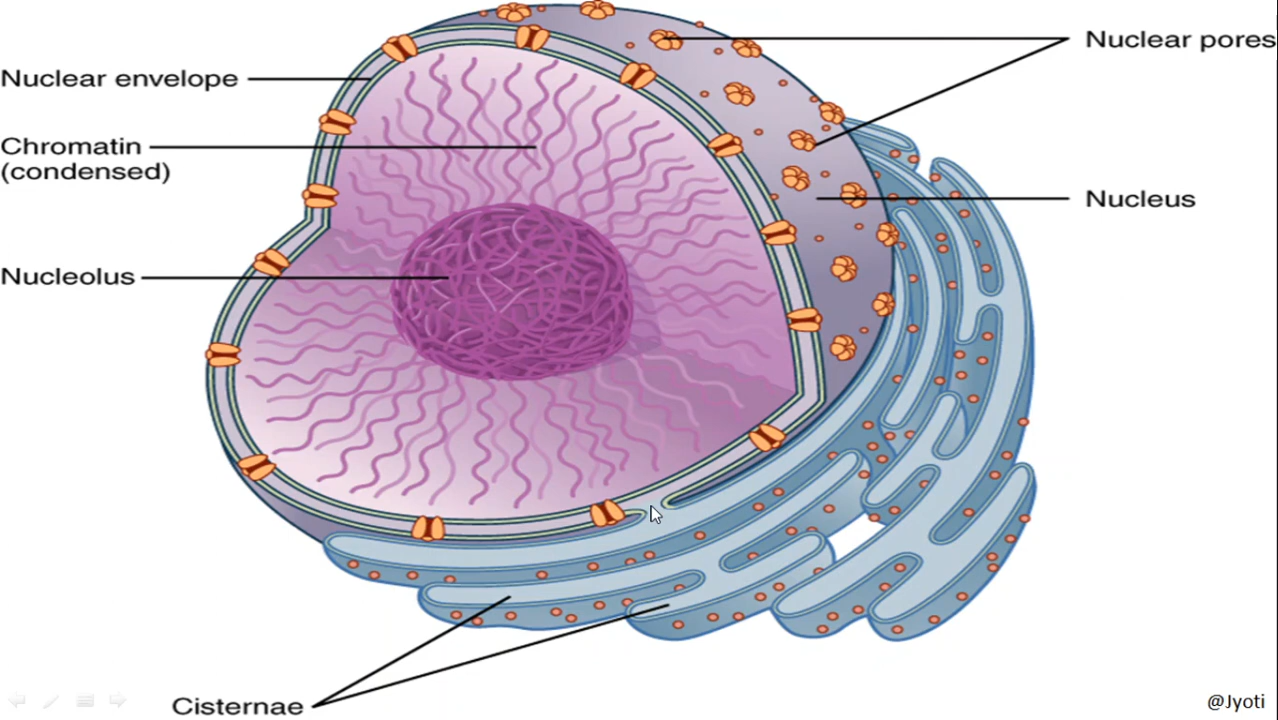 Nuclear pores
Nuclear envelope
Chromatin
(condensed)
Nucleus
Nucleolus
Cisternae
@Jyoti